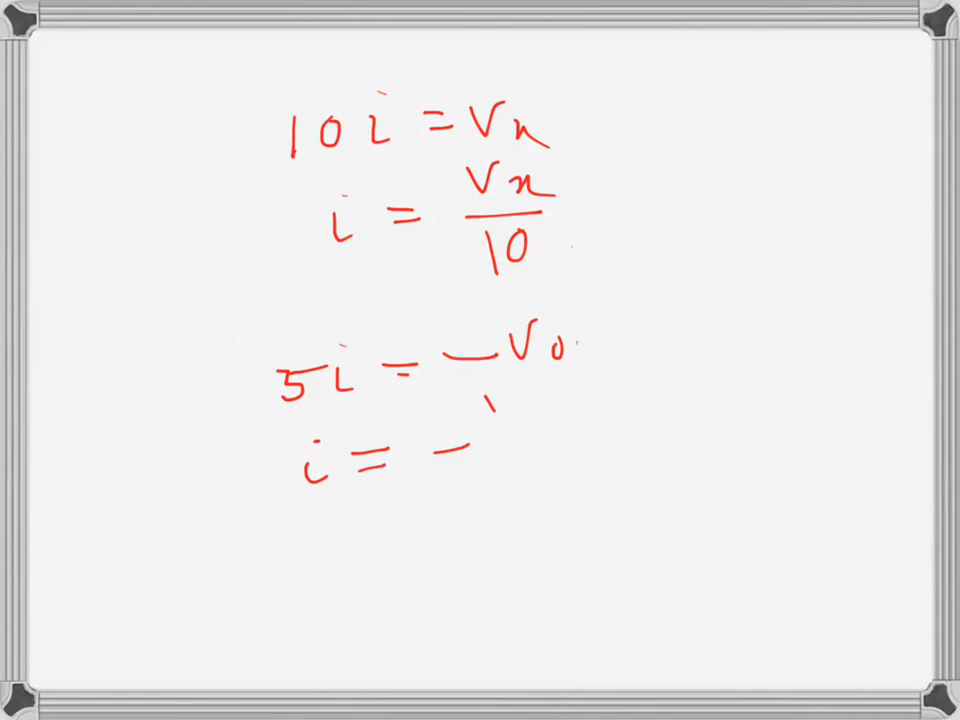 10i = Vx
i = Vx/10
5i = -Vo
i = -